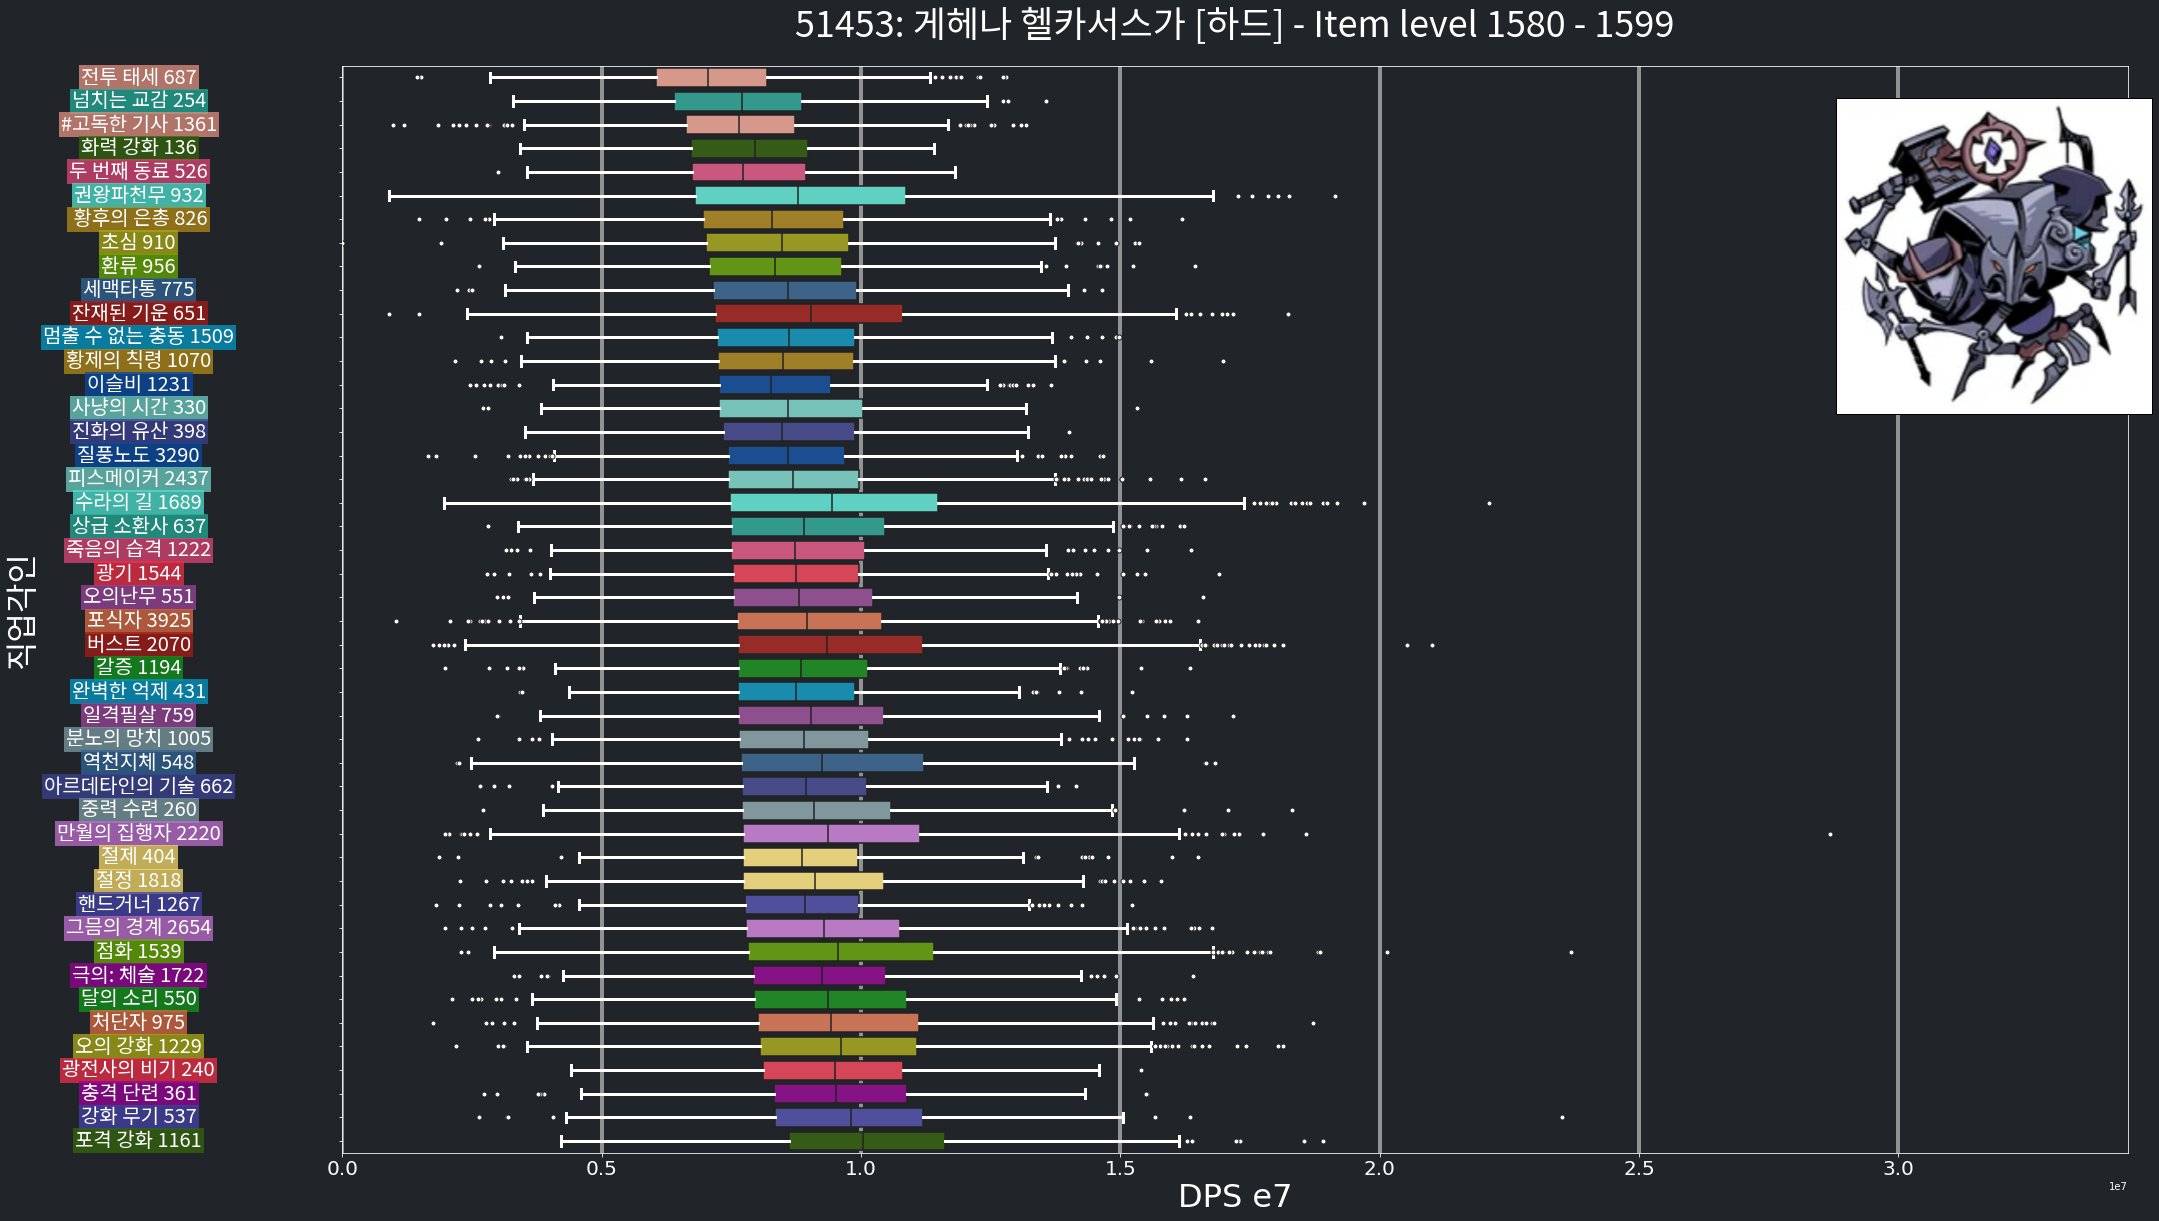 51453: 게헤나 헬카서스가 [하드] - Item level 1580 - 1599
직업각인
전투 태세 687
넘치는 교감 254
#고독한 기사 1361
화력 강화 136
두 번째 동료 526
권왕파천무 932
황후의 은총 826
초심 910
환류 956
세맥타통 775
잔재된 기운 651
멈출 수 없는 충동 1509
황제의 칙령 1070
이슬비 1231
사냥의 시간 330
진화의 유산 398
질풍노도 3290
피스메이커 2437
수라의 길 1689
상급 소환사 637
죽음의 습격 1222
광기 1544
오의난무 551
포식자 3925
버스트 2070
갈증 1194
완벽한 억제 431
일격필살 759
분노의 망치 1005
역천지체 548
아르데타인의 기술 662
중력 수련 260
만월의 집행자 2220
절제 404
절정 1818
핸드거너 1267
그믐의 경계 2654
점화 1539
극의: 체술 1722
달의 소리 550
처단자 975
오의 강화 1229
광전사의 비기 240
충격 단련 361
강화 무기 537
포격 강화 1161
0.0 0.5 1.0 1.5 2.0 2.5 3.0
1e7
DPS e7